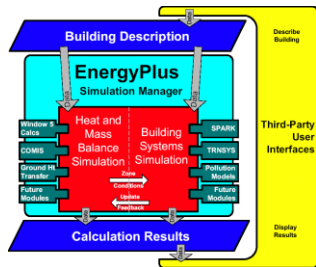 Building Description
Describe
Building
EnergyPlus
Simulation Manager
Window 5
Calcs
COMIS
Ground Ht
Transfer
Future
Modules
Heat and
Mass
Balance
Simulation
Building
Systems
Simulation
Zone
Conditions
Update
Feedback
SPARK
TRNSYS
Pollution
Models
Future
Modules
Third-Party
User
Interfaces
Calculation Results
Display
Results